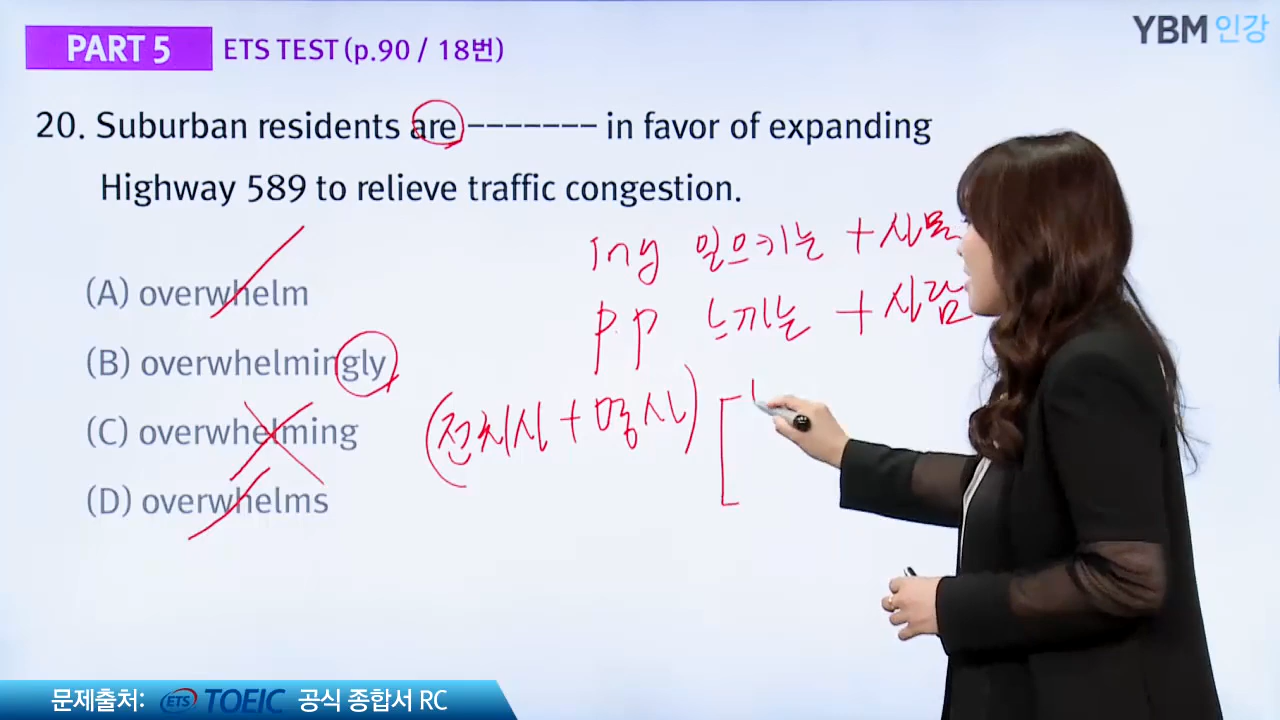 PART 5
ETS TEST (p.90 / 18번)
YBM 인강
20. Suburban residents are ------- in favor of expanding
Highway 589 to relieve traffic congestion.
(A) overwhelm
(B) overwhelmingly
(C) overwhelming
(D) overwhelms
ing 일으키는 + 사물
p.p 느끼는 + 사람
(전치사 + 명사) [
문제출처: ETS TOEIC 공식 종합서 RC